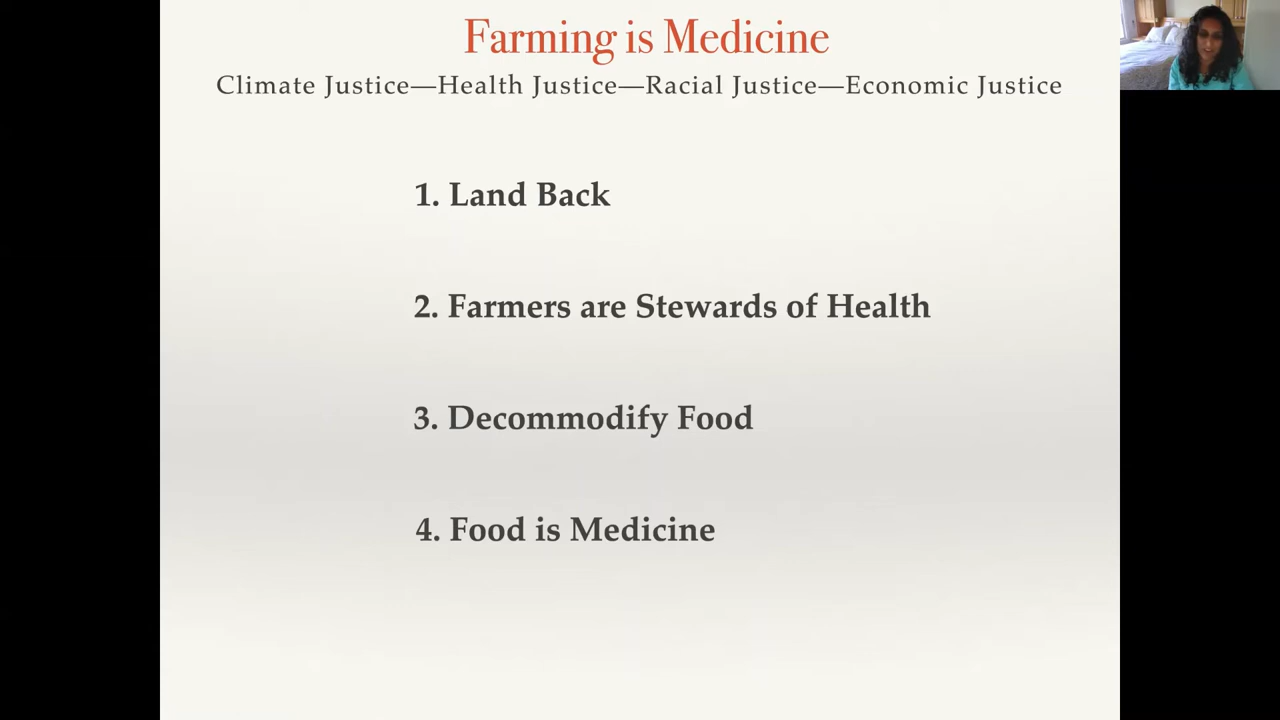 Farming is Medicine
Climate Justice—Health Justice—Racial Justice—Economic Justice
1. Land Back
2. Farmers are Stewards of Health
3. Decommodify Food
4. Food is Medicine